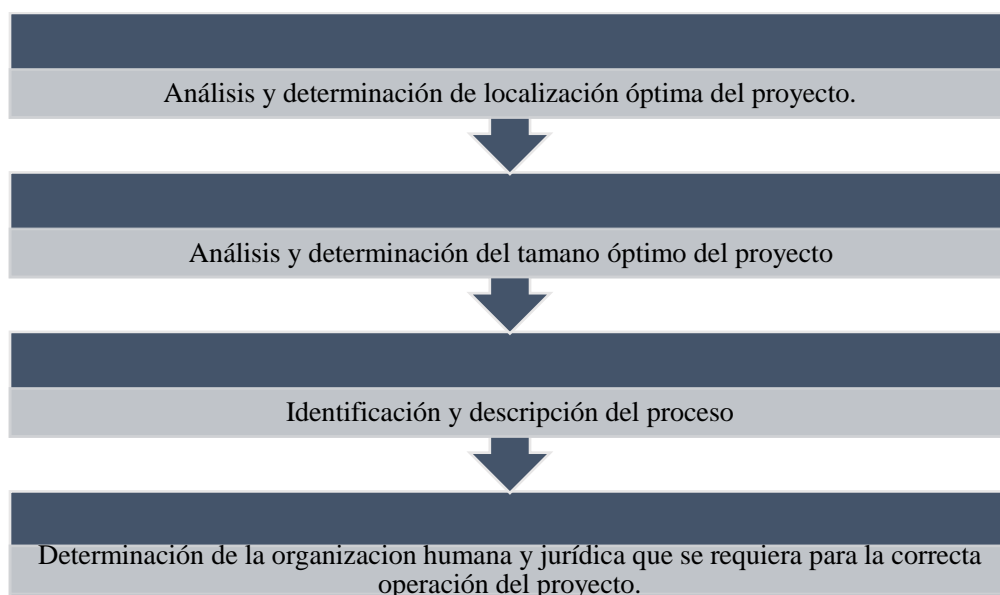 Análisis y determinación de localización óptima del proyecto.
Análisis y determinación del tamano óptimo del proyecto
Identificación y descripción del proceso
Determinación de la organizacion humana y jurídica que se requiera para la correcta
operación del proyecto.